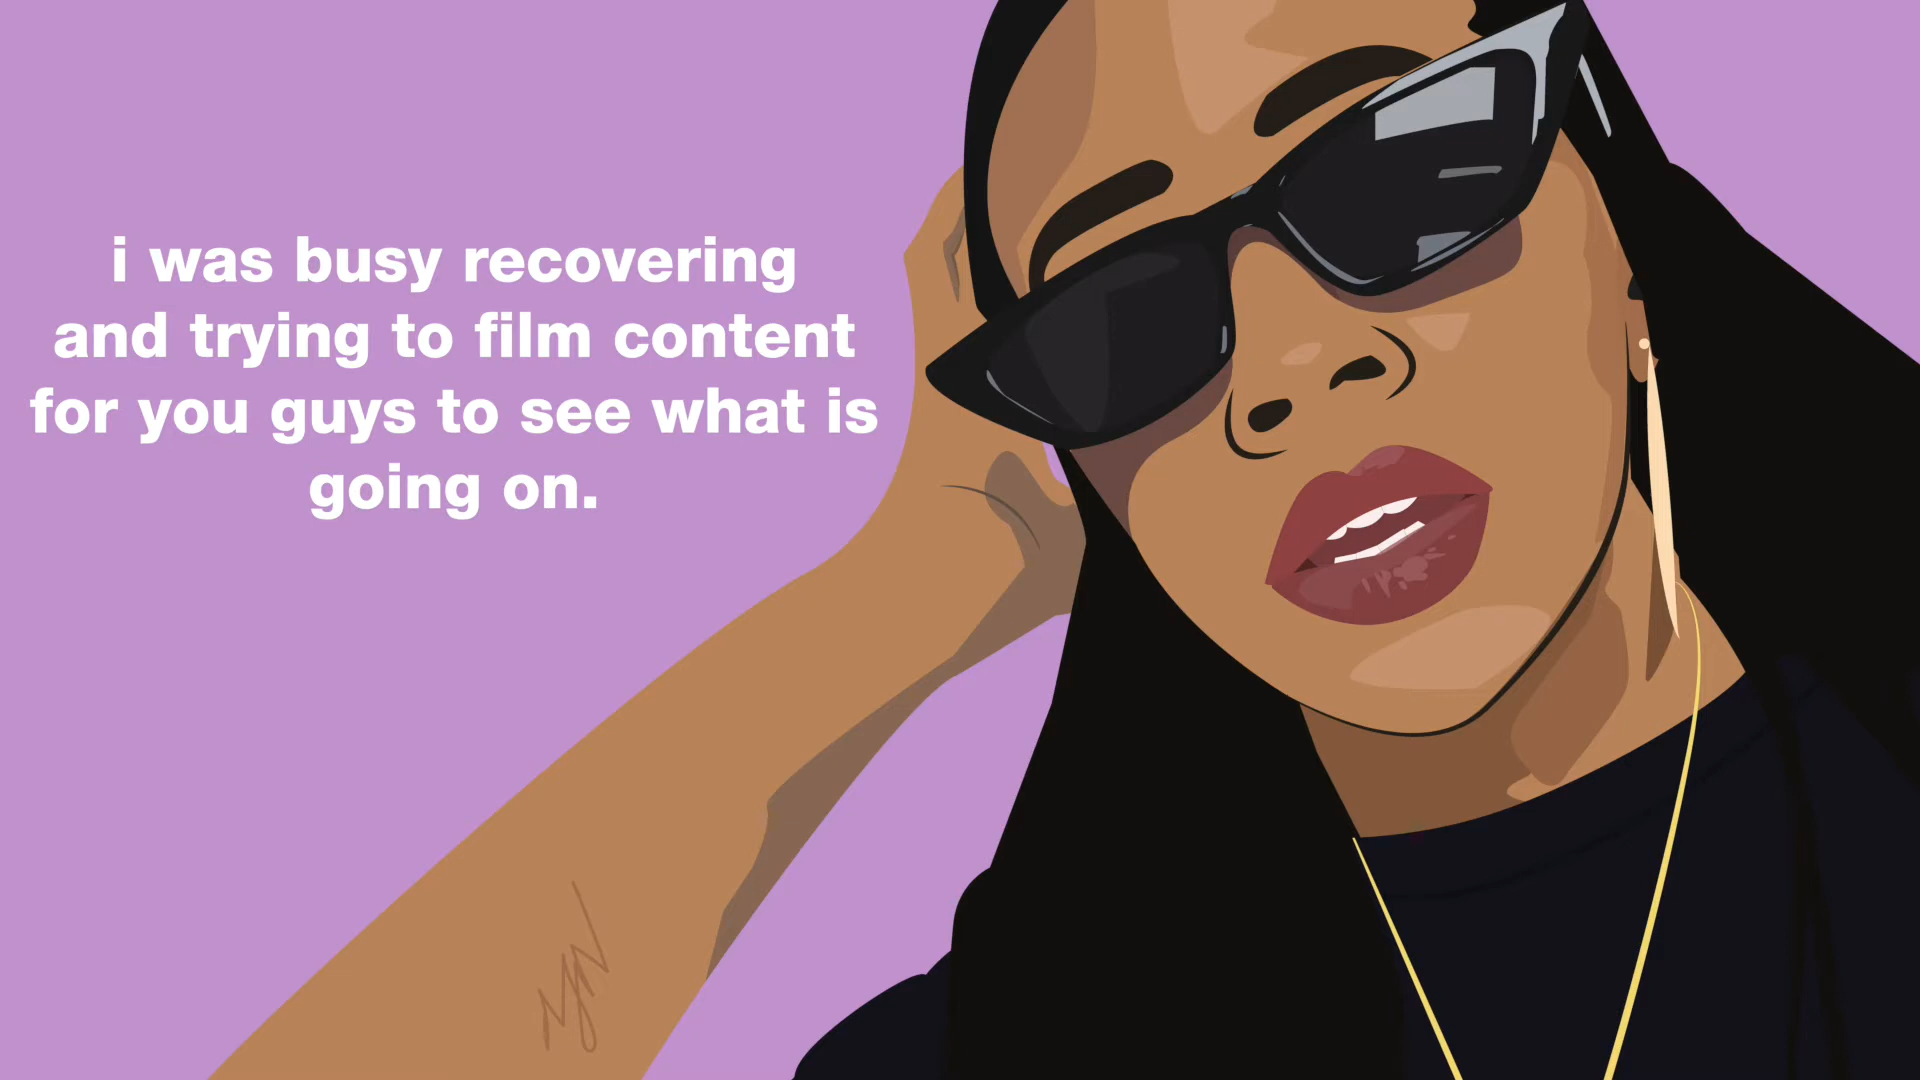 i was busy recovering
and trying to film content
for you guys to see what is
going on.